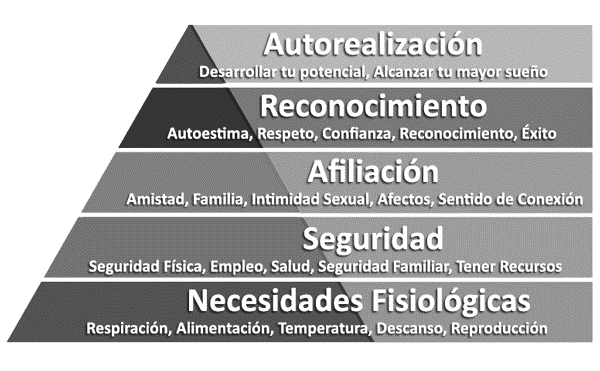 Autorealización
Desarrollar tu potencial, Alcanzar tu mayor sueño
Reconocimiento
Autoestima, Respeto, Confianza, Reconocimiento, Éxito
Afiliación
Amistad, Familia, Intimidad Sexual, Afectos, Sentido de Conexión
Seguridad
Seguridad Física, Empleo, Salud, Seguridad Familiar, Tener Recursos
Necesidades Fisiológicas
Respiración, Alimentación, Temperatura, Descanso, Reproducción